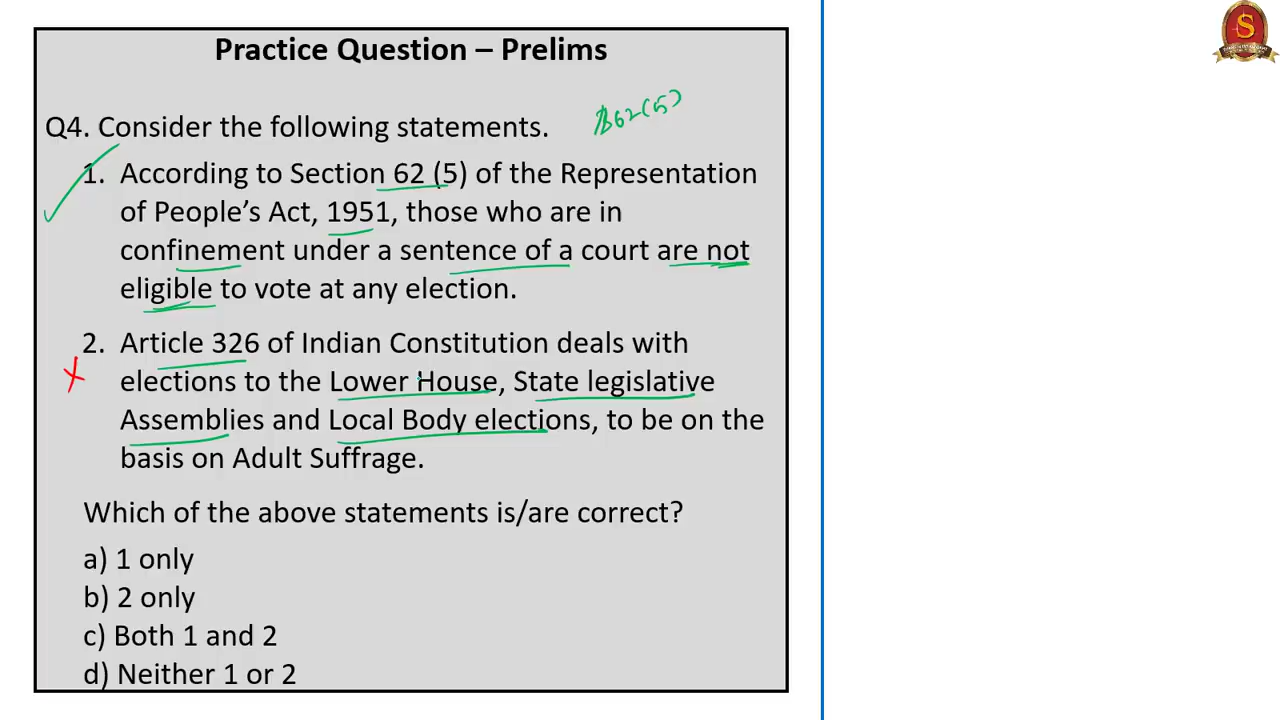 Practice Question – Prelims
Q4. Consider the following statements. 62(5)
1. According to Section 62 (5) of the Representation
of People's Act, 1951, those who are in
confinement under a sentence of a court are not
eligible to vote at any election.
2. Article 326 of Indian Constitution deals with
elections to the Lower House, State legislative
Assemblies and Local Body elections, to be on the
basis on Adult Suffrage.
Which of the above statements is/are correct?
a) 1 only
b) 2 only
c) Both 1 and 2
d) Neither 1 or 2
S